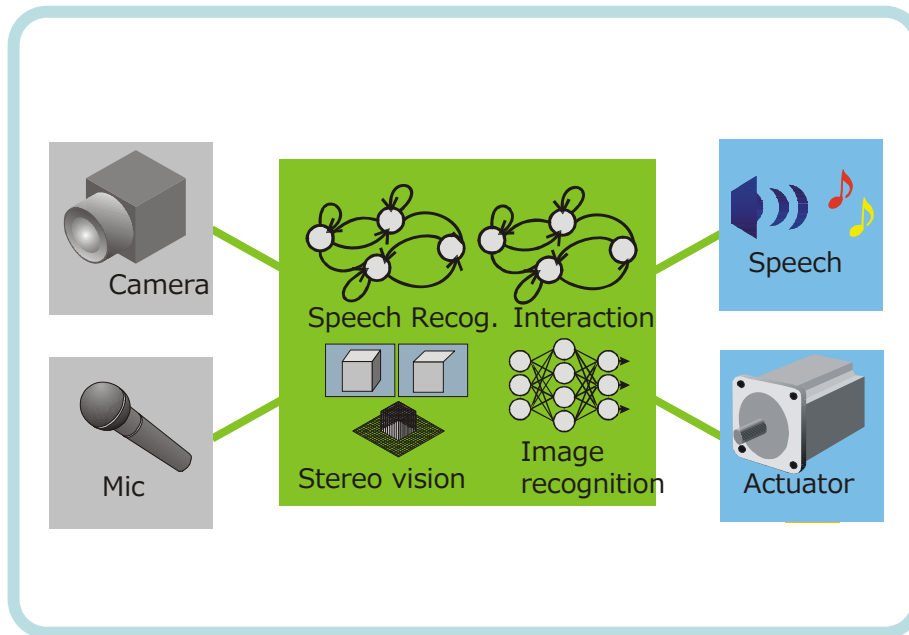 Camera
Mic
Speech Recog.
Interaction
Stereo vision
Image
recognition
Speech
Actuator